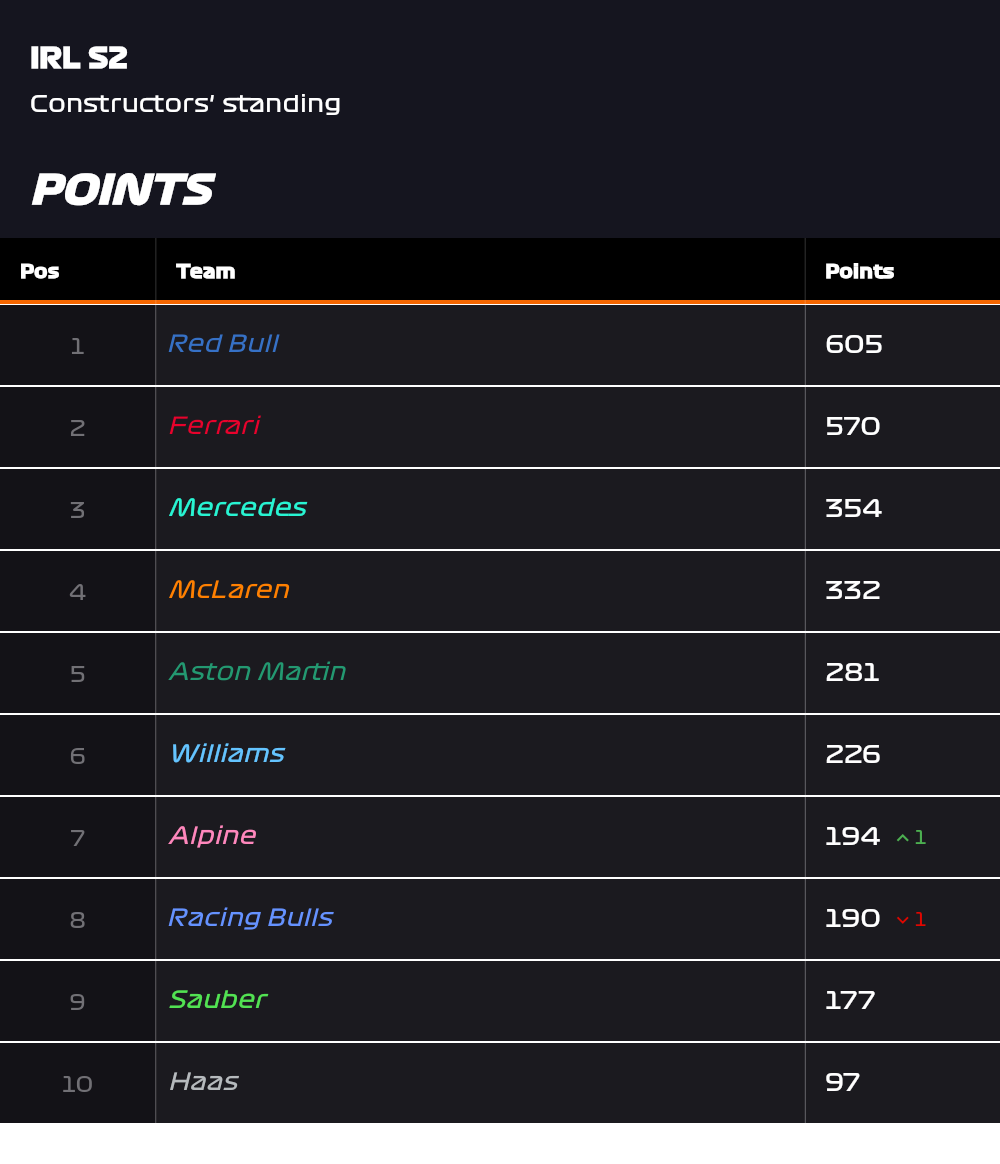 IRL S2
Constructors' standing
POINTS
Pos Team Points
1 Red Bull 605
2 Ferrari 570
3 Mercedes 354
4 McLaren 332
5 Aston Martin 281
6 Williams 226
7 Alpine 194 1
8 Racing Bulls 190 1
9 Sauber 177
10 Haas 97